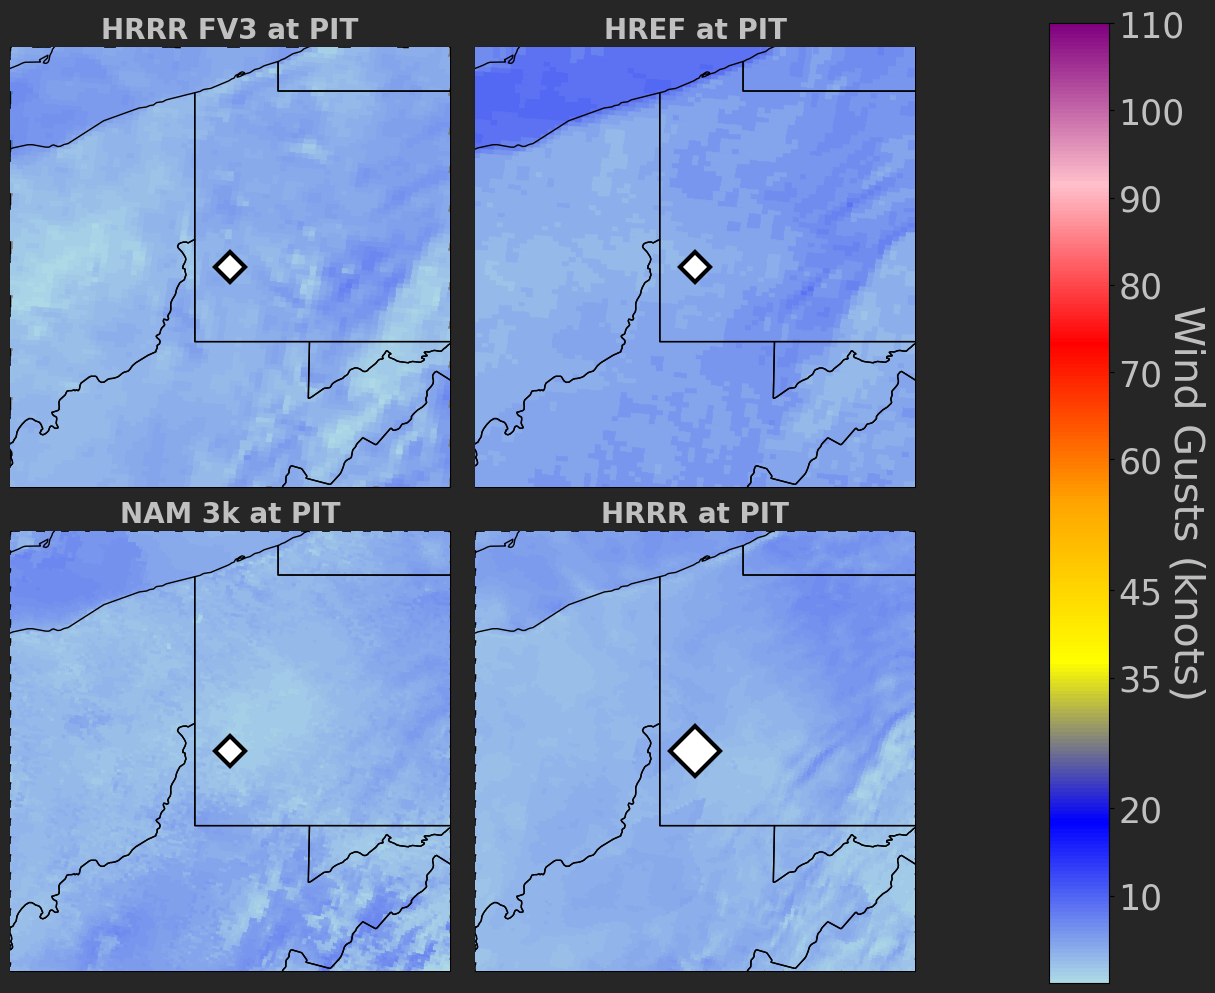 HRRR FV3 at PIT
HREF at PIT
NAM 3k at PIT
HRRR at PIT
110
100
90
80
70
60
45
35
20
10
Wind Gusts (knots)